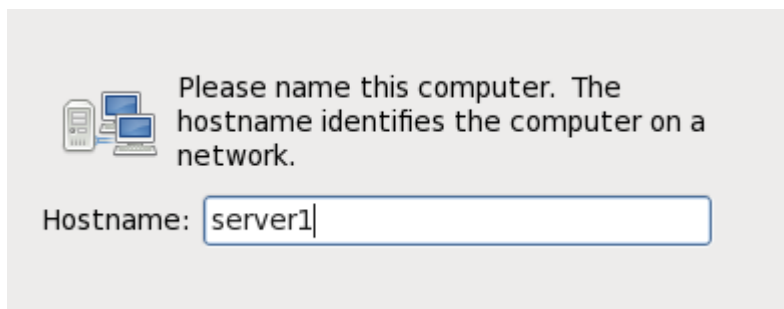 Please name this computer.  The
hostname identifies the computer on a
network.
Hostname: server1